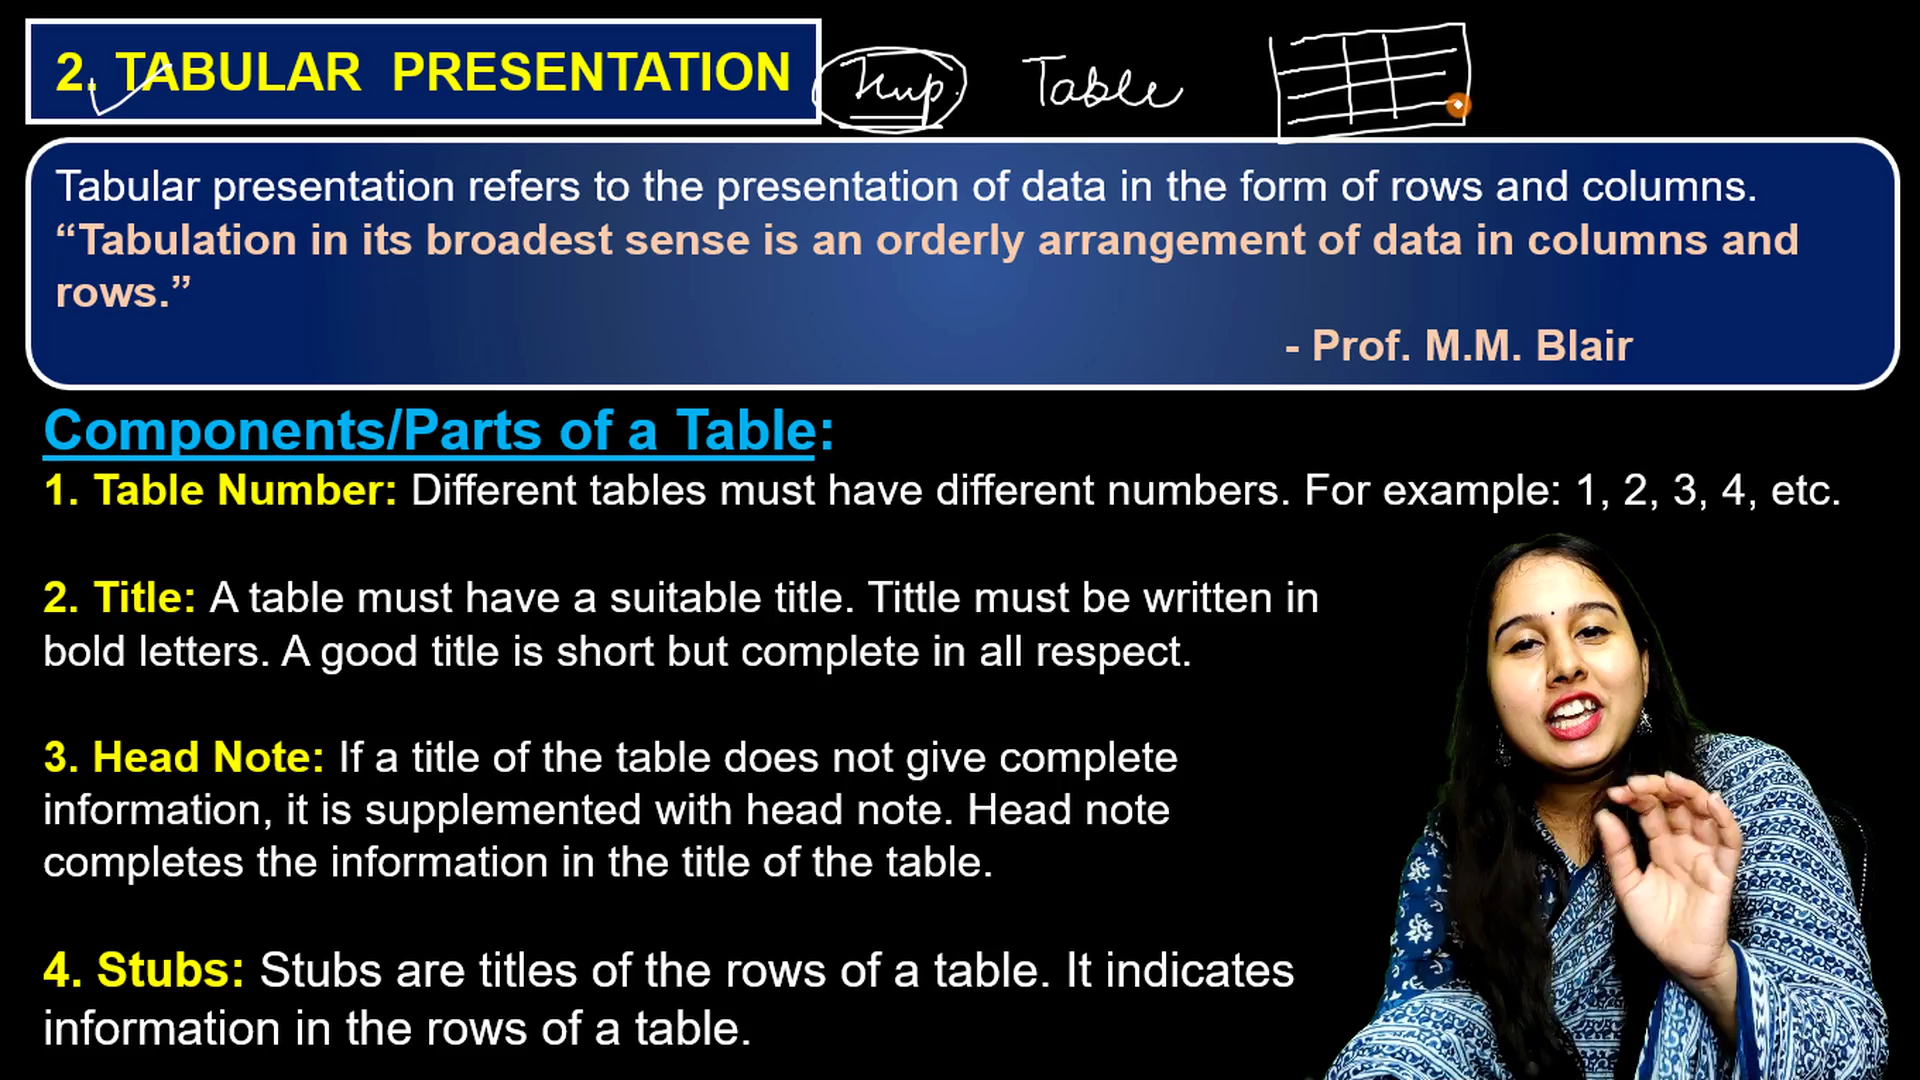 2. TABULAR PRESENTATION
Imp. Table
Tabular presentation refers to the presentation of data in the form of rows and columns.
“Tabulation in its broadest sense is an orderly arrangement of data in columns and
rows.”
- Prof. M.M. Blair
Components/Parts of a Table:
1. Table Number: Different tables must have different numbers. For example: 1, 2, 3, 4, etc.
2. Title: A table must have a suitable title. Tittle must be written in
bold letters. A good title is short but complete in all respect.
3. Head Note: If a title of the table does not give complete
information, it is supplemented with head note. Head note
completes the information in the title of the table.
4. Stubs: Stubs are titles of the rows of a table. It indicates
information in the rows of a table.